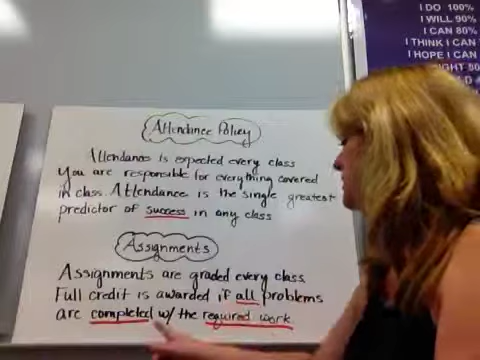 I DO 100%
I WILL 90%
I CAN 80%
I THINK I CAN
I HOPE I CAN
Attendance Policy
Attendance is expected every class
You are responsible for everything covered
in class. Attendance is the single greatest
predictor of success in any class
Assignments
Assignments are graded every class.
Full credit is awarded if all problems
are completed w/ the required work